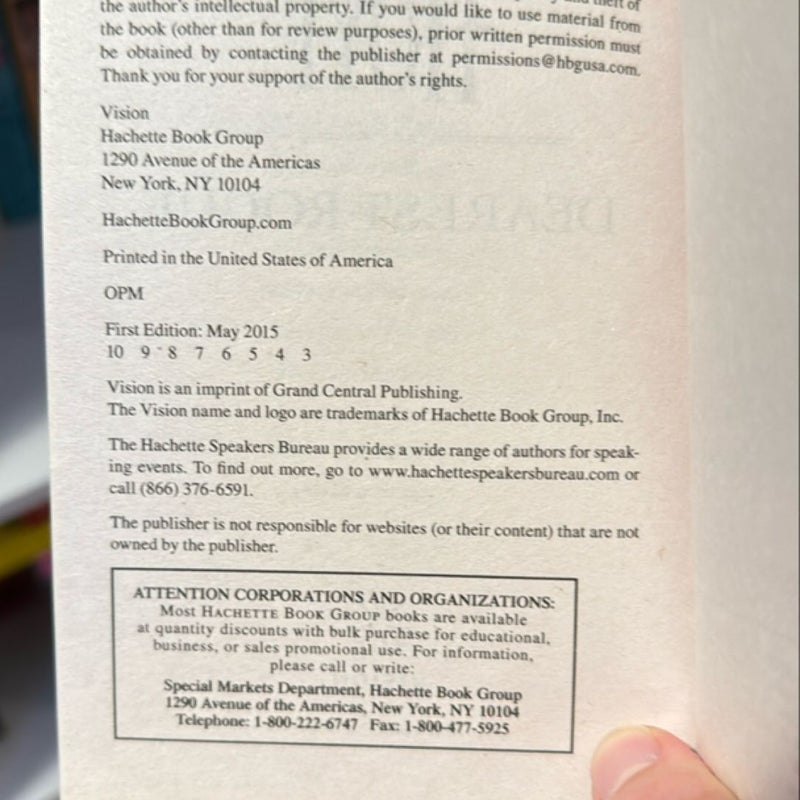 the author's intellectual property. If you would like to use material from
the book (other than for review purposes), prior written permission must
be obtained by contacting the publisher at permissions@hbgusa.com.
Thank you for your support of the author's rights.
Vision
Hachette Book Group
1290 Avenue of the Americas
New York, NY 10104
HachetteBookGroup.com
Printed in the United States of America
OPM
First Edition: May 2015
10 9 8 7 6 5 4 3
Vision is an imprint of Grand Central Publishing.
The Vision name and logo are trademarks of Hachette Book Group, Inc.
The Hachette Speakers Bureau provides a wide range of authors for speak-
ing events. To find out more, go to www.hachettespeakersbureau.com or
call (866) 376-6591.
The publisher is not responsible for websites (or their content) that are not
owned by the publisher.
ATTENTION CORPORATIONS AND ORGANIZATIONS:
Most HACHETTE BOOK GROUP books are available
at quantity discounts with bulk purchase for educational,
business, or sales promotional use. For information,
please call or write:
Special Markets Department, Hachette Book Group
1290 Avenue of the Americas, New York, NY 10104
Telephone: 1-800-222-6747 Fax: 1-800-477-5925